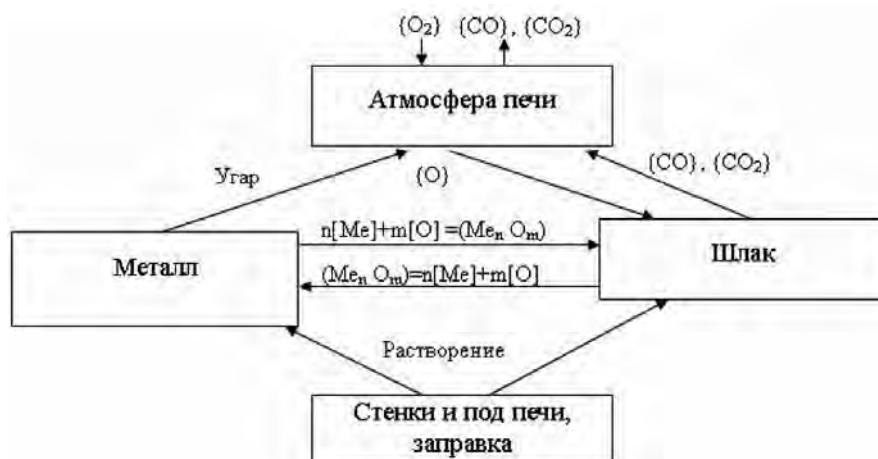 {O₂} {CO}, {CO₂}
Атмосфера печи
Угар
{O}
{CO}, {CO₂}
n[Me]+m[O] =(Meₙ Oₘ)
Металл
Шлак
(Meₙ Oₘ)=n[Me]+m[O]
Растворение
Стенки и под печи,
заправка